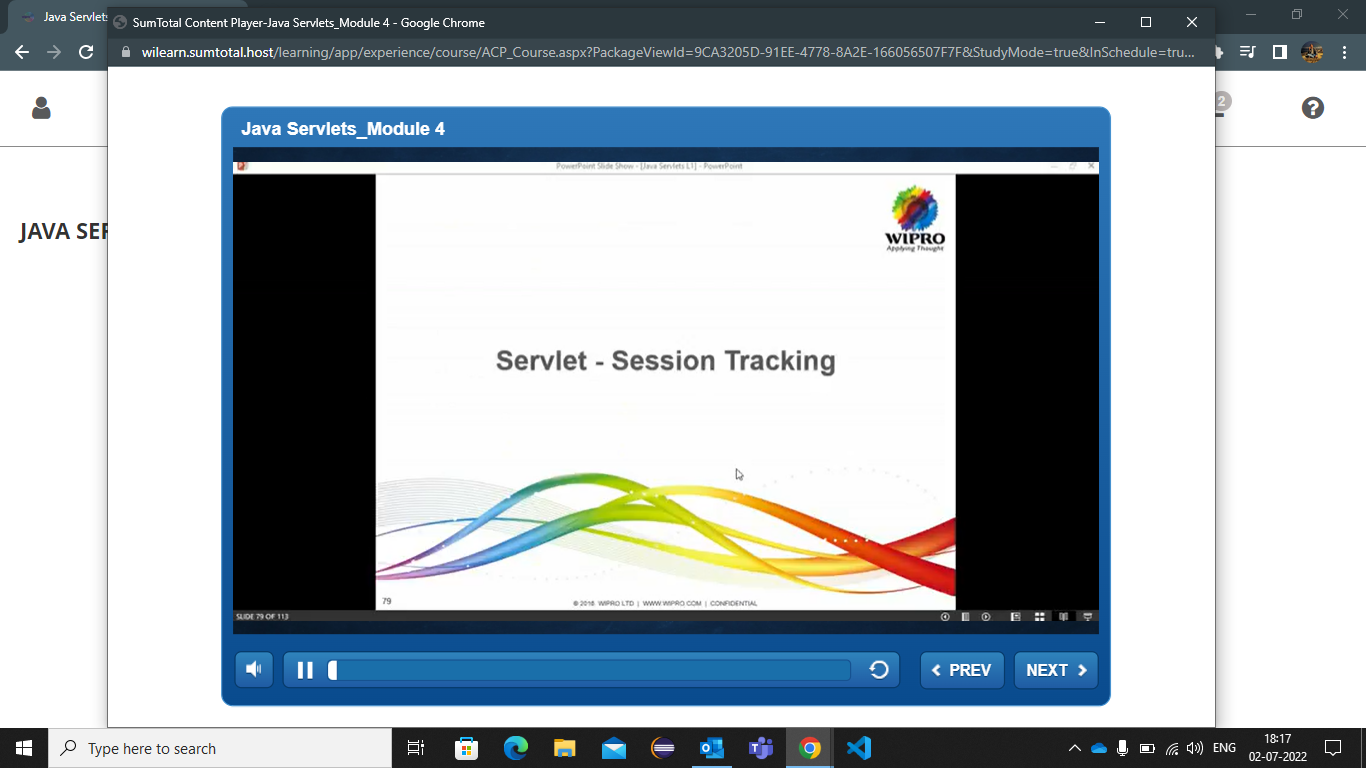 Java Servlets
SumTotal Content Player-Java Servlets_Module 4 - Google Chrome
wilearn.sumtotal.host/learning/app/experience/course/ACP_Course.aspx?PackageViewId=9CA3205D-91EE-4778-8A2E-166056507F7F&StudyMode=true&InSchedule=tru...
2
JAVA SER
Java Servlets_Module 4
PowerPoint Slide Show - [Java Servlets L1] - PowerPoint
WIPRO
Applying Thought
Servlet - Session Tracking
79
© 2018 WIPRO LTD | WWW.WIPRO.COM | CONFIDENTIAL
SLIDE 79 OF 113
PREV
NEXT
Type here to search
ENG
18:17
02-07-2022